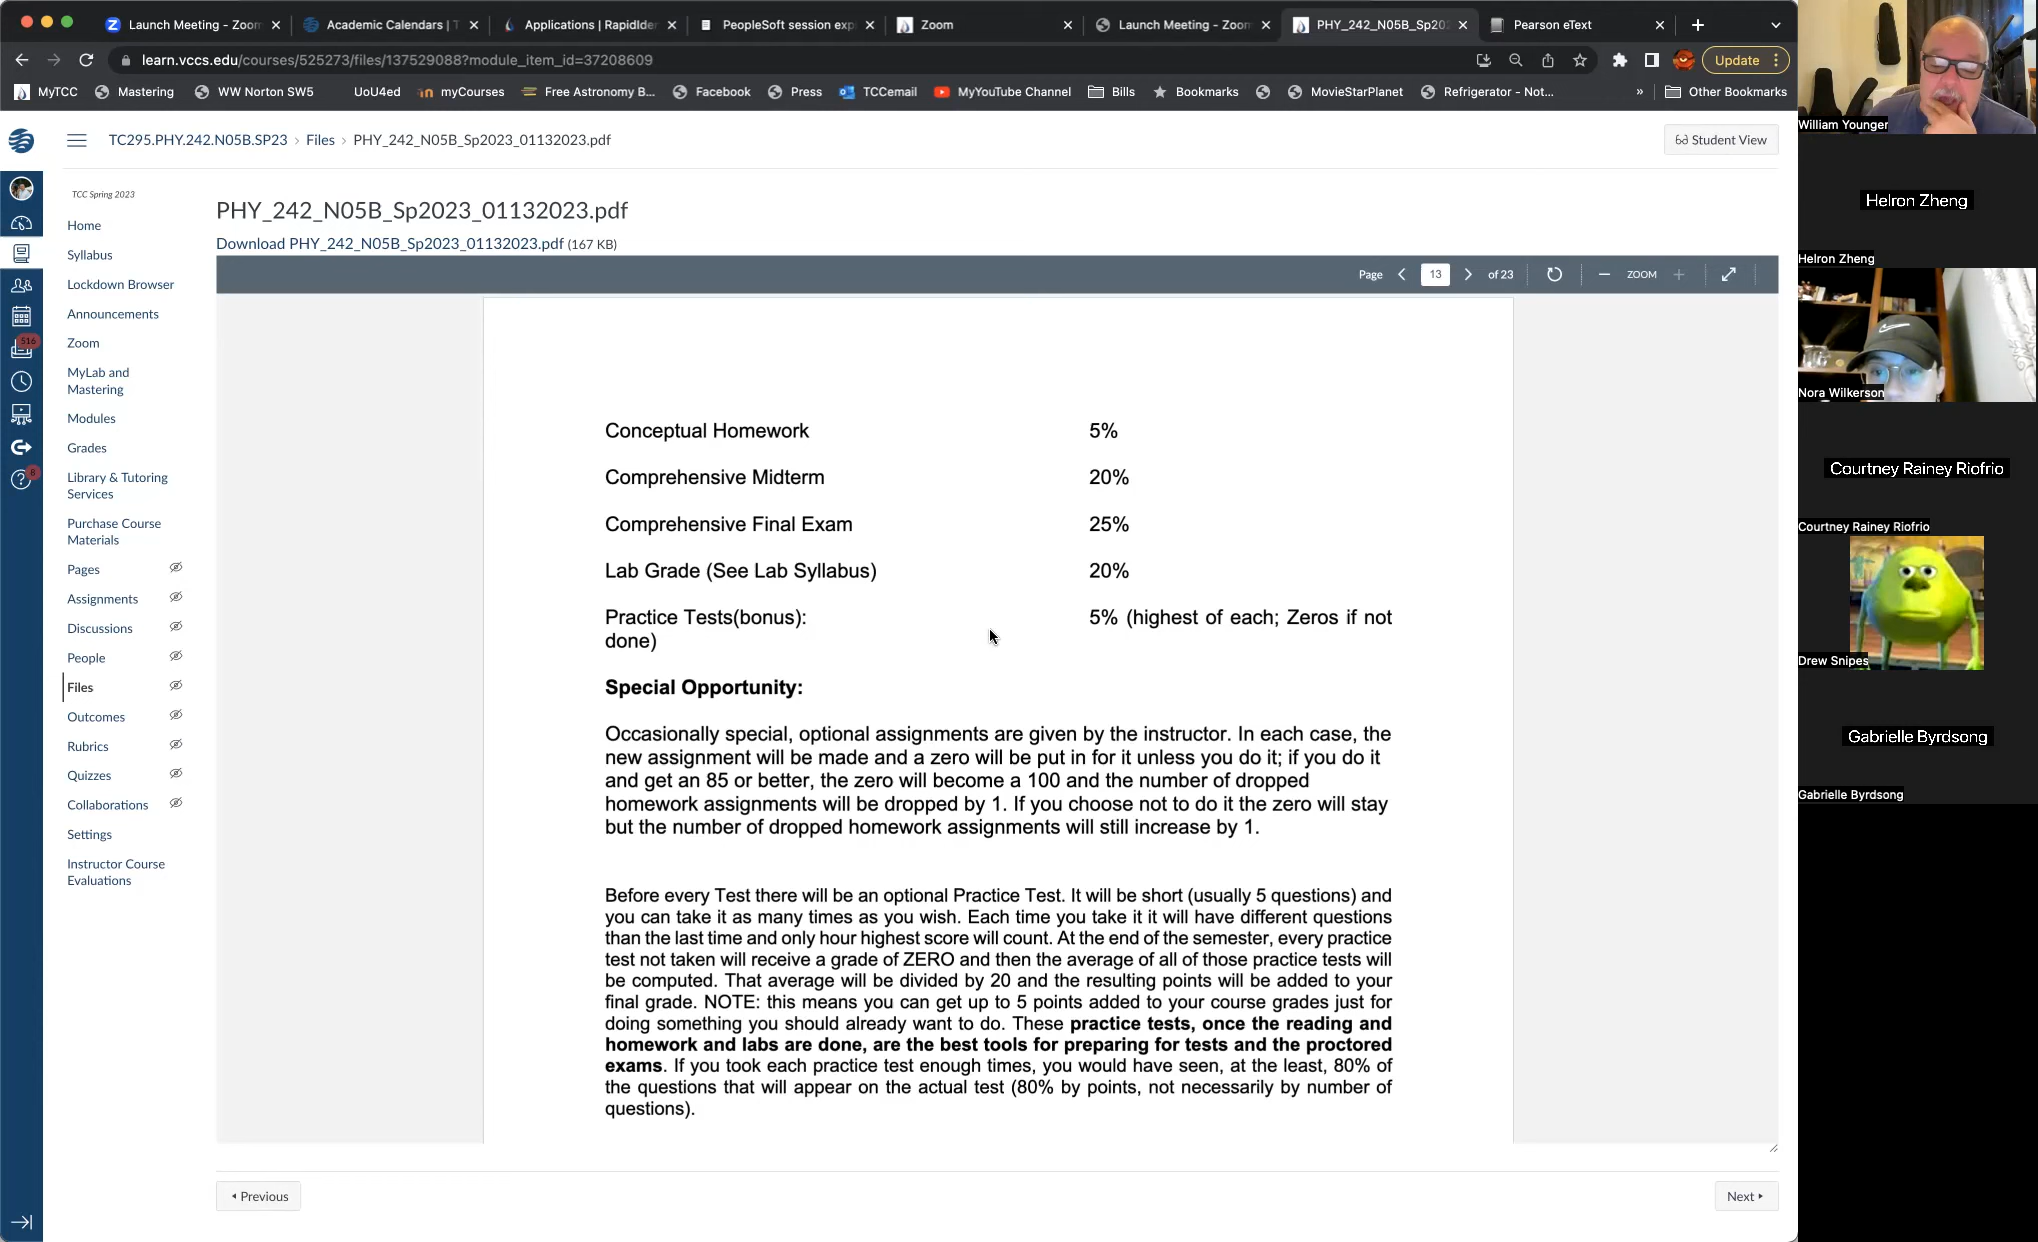 Launch Meeting - Zoom
Academic Calendars | T
Applications | RapidIder
PeopleSoft session exp
Zoom
Launch Meeting - Zoom
PHY_242_N05B_Sp20
Pearson eText
learn.vccs.edu/courses/525273/files/137529088?module_item_id=37208609
Update
MyTCC
Mastering
WW Norton SW5
UoU4ed
myCourses
Free Astronomy B...
Facebook
Press
TCCemail
MyYouTube Channel
Bills
Bookmarks
MovieStarPlanet
Refrigerator - Not...
»
Other Bookmarks
TC295.PHY.242.N05B.SP23 › Files › PHY_242_N05B_Sp2023_01132023.pdf
Student View
516
8
TCC Spring 2023
Home
Syllabus
Lockdown Browser
Announcements
Zoom
MyLab and
Mastering
Modules
Grades
Library & Tutoring
Services
Purchase Course
Materials
Pages
Assignments
Discussions
People
Files
Outcomes
Rubrics
Quizzes
Collaborations
Settings
Instructor Course
Evaluations
PHY_242_N05B_Sp2023_01132023.pdf
Download PHY_242_N05B_Sp2023_01132023.pdf (167 KB)
Page 13 of 23 ZOOM
Conceptual Homework 5%
Comprehensive Midterm 20%
Comprehensive Final Exam 25%
Lab Grade (See Lab Syllabus) 20%
Practice Tests(bonus): 5% (highest of each; Zeros if not
done)
Special Opportunity:
Occasionally special, optional assignments are given by the instructor. In each case, the
new assignment will be made and a zero will be put in for it unless you do it; if you do it
and get an 85 or better, the zero will become a 100 and the number of dropped
homework assignments will be dropped by 1. If you choose not to do it the zero will stay
but the number of dropped homework assignments will still increase by 1.
Before every Test there will be an optional Practice Test. It will be short (usually 5 questions) and
you can take it as many times as you wish. Each time you take it it will have different questions
than the last time and only hour highest score will count. At the end of the semester, every practice
test not taken will receive a grade of ZERO and then the average of all of those practice tests will
be computed. That average will be divided by 20 and the resulting points will be added to your
final grade. NOTE: this means you can get up to 5 points added to your course grades just for
doing something you should already want to do. These practice tests, once the reading and
homework and labs are done, are the best tools for preparing for tests and the proctored
exams. If you took each practice test enough times, you would have seen, at the least, 80% of
the questions that will appear on the actual test (80% by points, not necessarily by number of
questions).
Previous
Next
William Younger
Helron Zheng
Helron Zheng
Nora Wilkerson
Courtney Rainey Riofrio
Courtney Rainey Riofrio
Drew Snipes
Gabrielle Byrdsong
Gabrielle Byrdsong